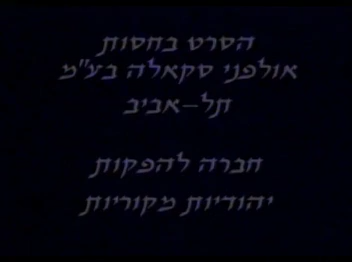 הסרט בחסות
אולפני סקאלה בע"מ
תל-אביב
חברה להפקות
יהודיות מקוריות